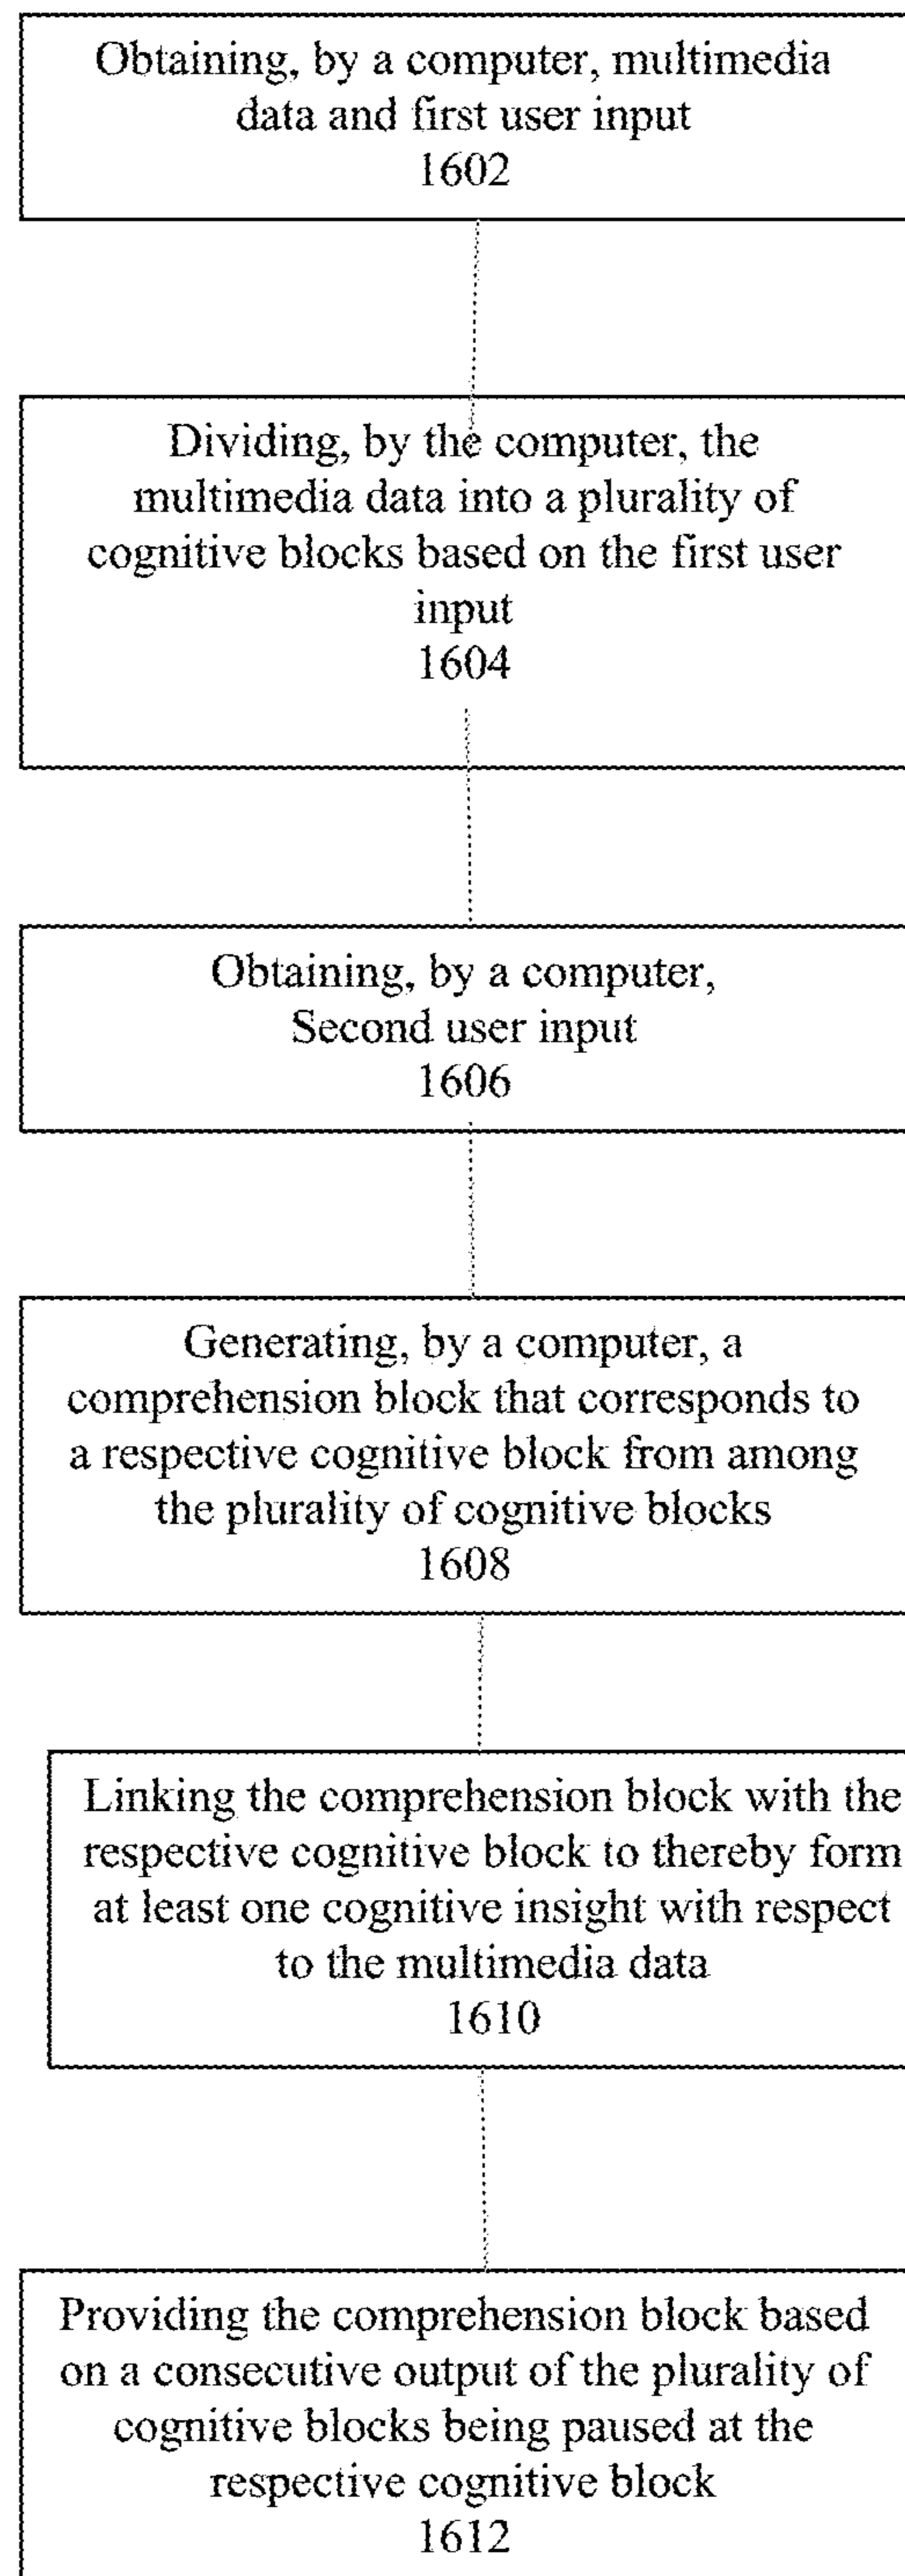 Obtaining, by a computer, multimedia
data and first user input
1602
Dividing, by the computer, the
multimedia data into a plurality of
cognitive blocks based on the first user
input
1604
Obtaining, by a computer,
Second user input
1606
Generating, by a computer, a
comprehension block that corresponds to
a respective cognitive block from among
the plurality of cognitive blocks
1608
Linking the comprehension block with the
respective cognitive block to thereby form
at least one cognitive insight with respect
to the multimedia data
1610
Providing the comprehension block based
on a consecutive output of the plurality of
cognitive blocks being paused at the
respective cognitive block
1612